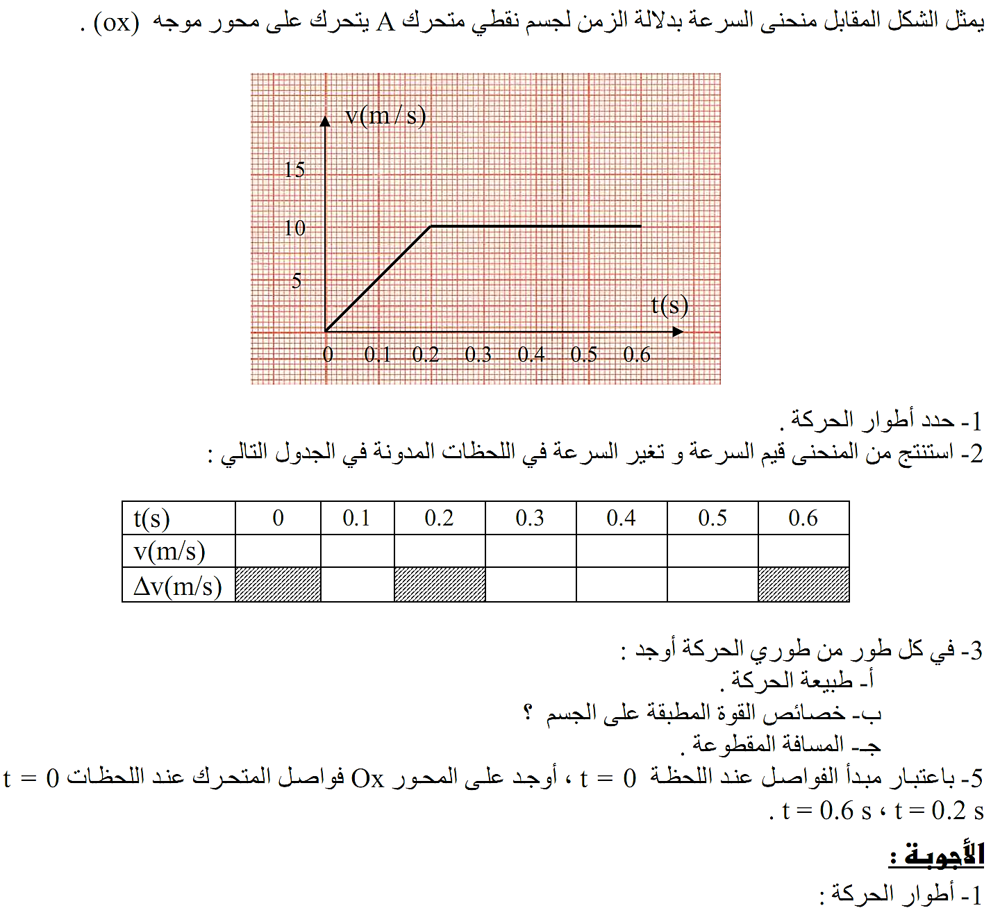 يمثل الشكل المقابل منحنى السرعة بدلالة الزمن لجسم نقطي متحرك A يتحرك على محور موجه (ox) .
v(m/s)
15
10
5
t(s)
0 0.1 0.2 0.3 0.4 0.5 0.6
1- حدد أطوار الحركة .
2- استنتج من المنحنى قيم السرعة و تغير السرعة في اللحظات المدونة في الجدول التالي :
t(s) 0 0.1 0.2 0.3 0.4 0.5 0.6
v(m/s)
Δv(m/s)
3- في كل طور من طوري الحركة أوجد :
أ- طبيعة الحركة .
ب- خصائص القوة المطبقة على الجسم ؟
جـ- المسافة المقطوعة .
5- باعتبار مبدأ الفواصل عند اللحظة t = 0 ، أوجد على المحور Ox فواصل المتحرك عند اللحظات t = 0
t = 0.6 s ، t = 0.2 s .
الأجوبة :
1- أطوار الحركة :